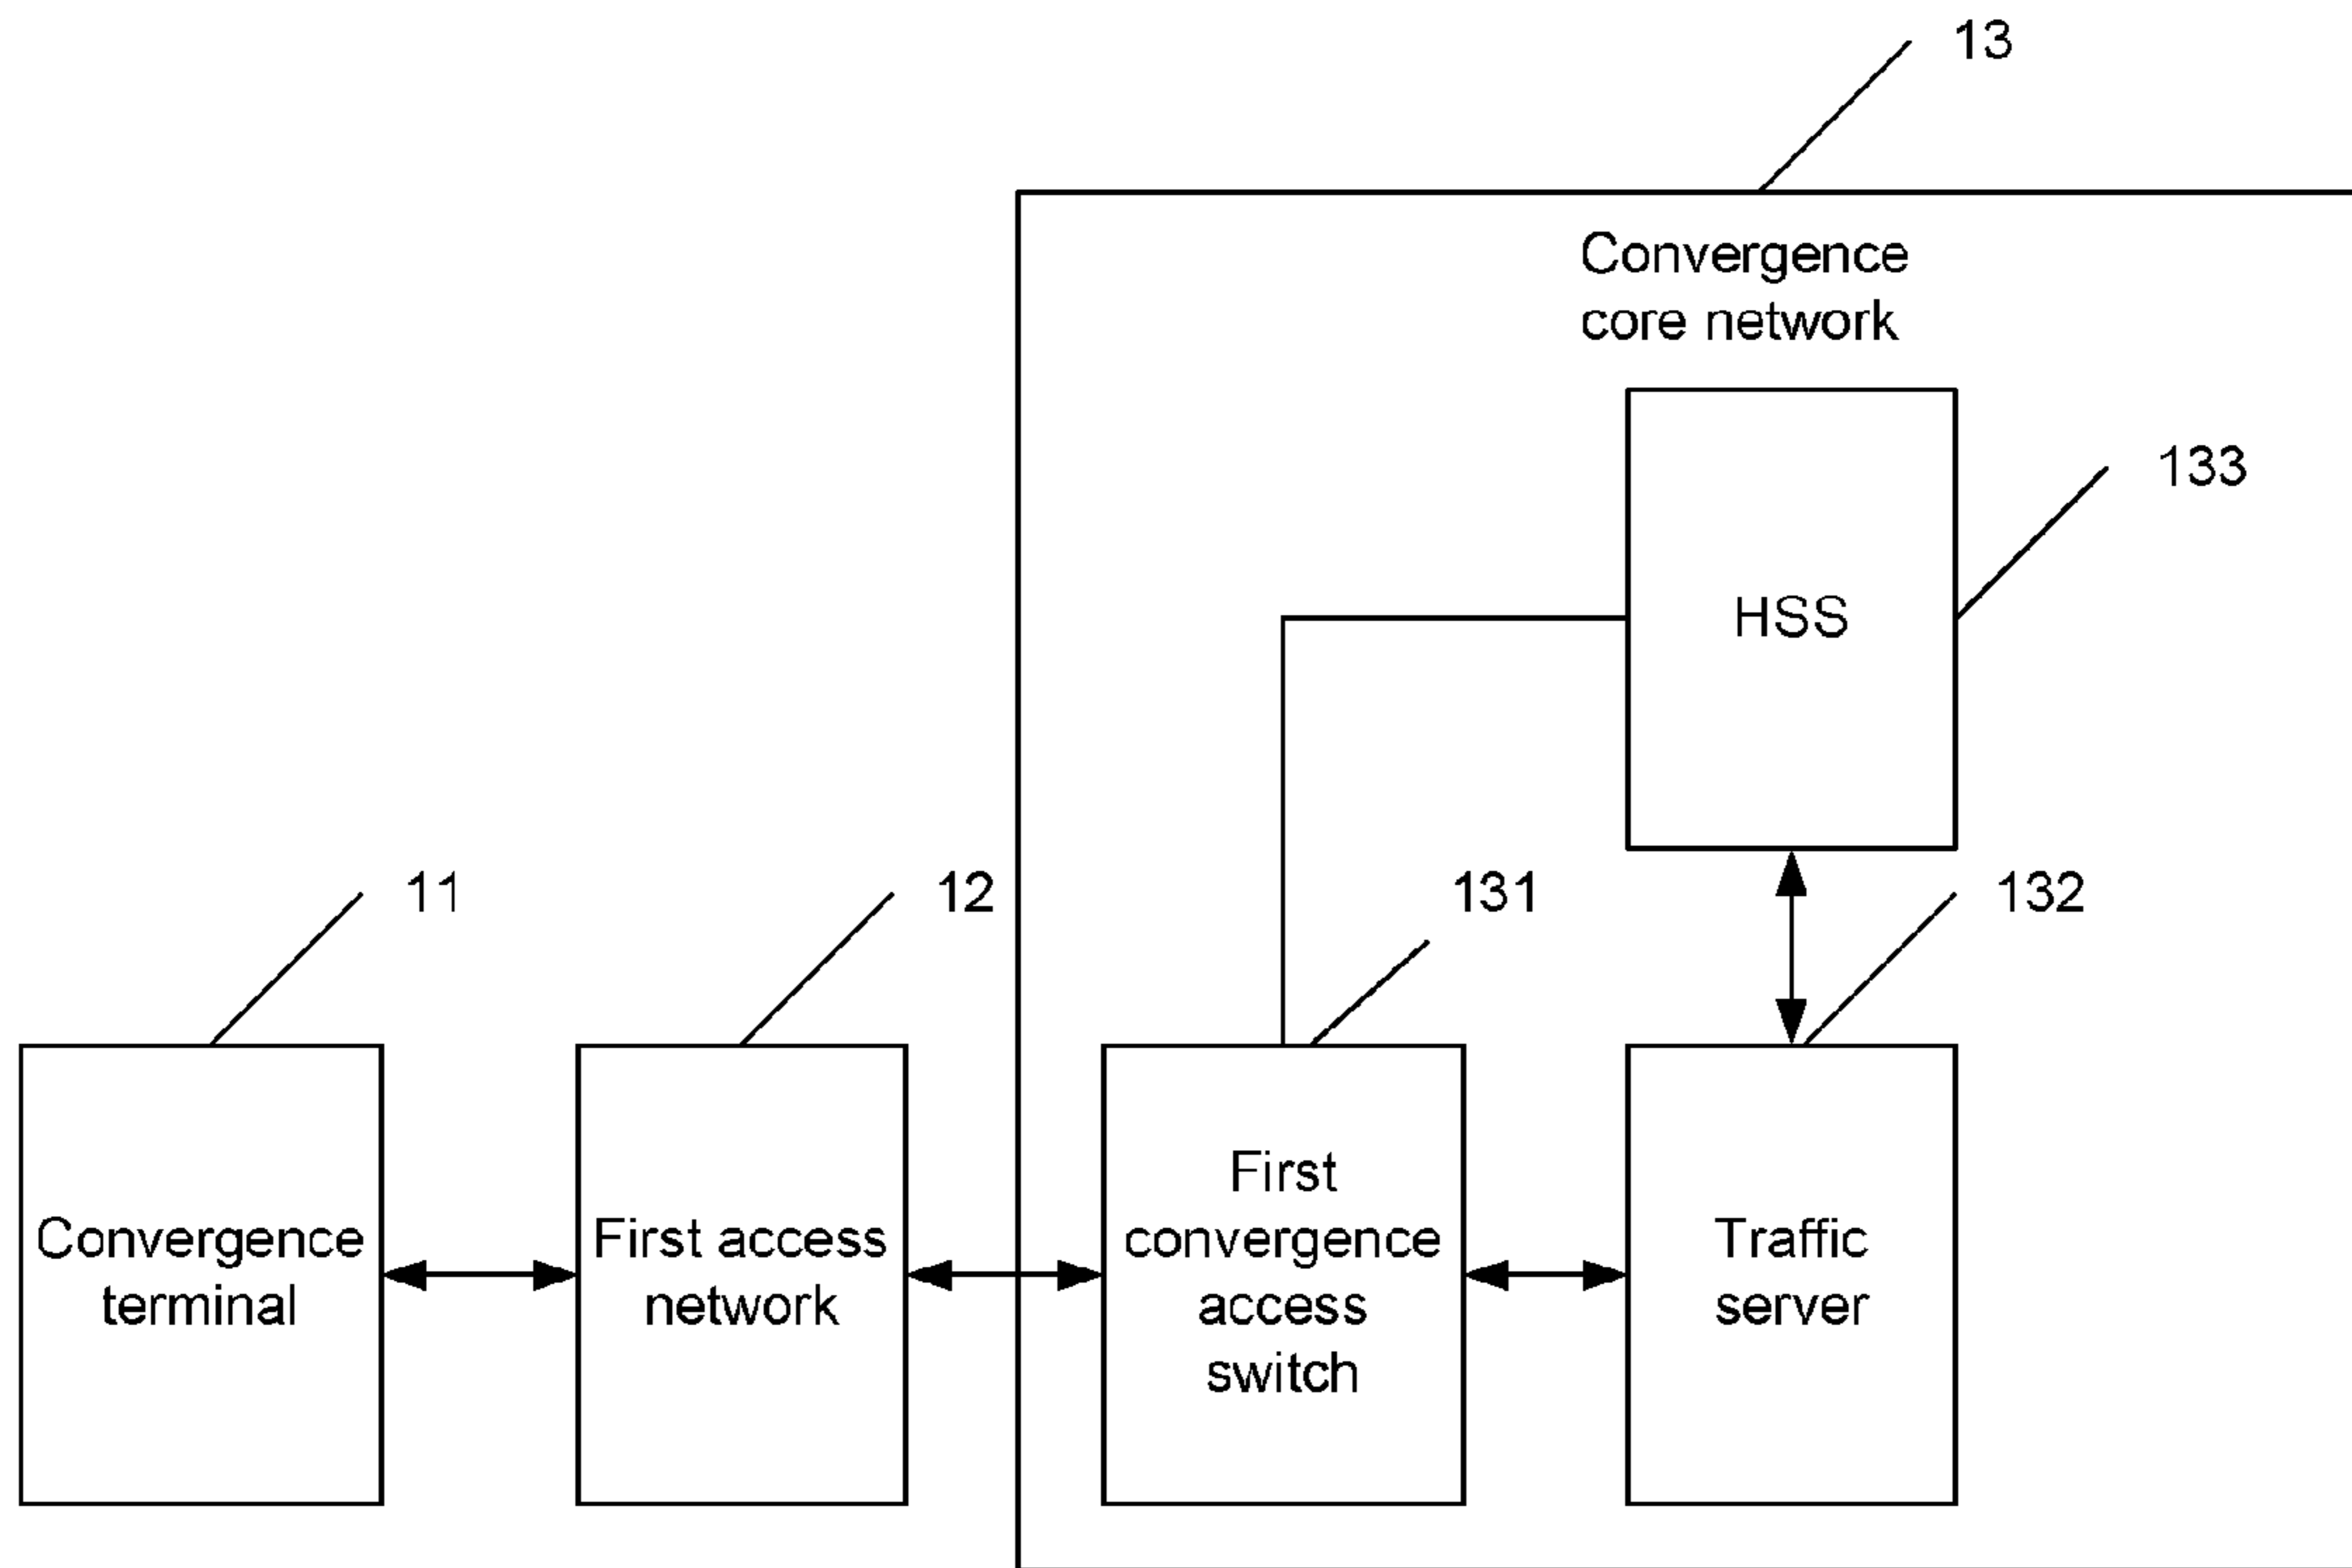 13
Convergence
core network
133
HSS
11
12
131
132
Convergence
terminal
First access
network
First
convergence
access
switch
Traffic
server